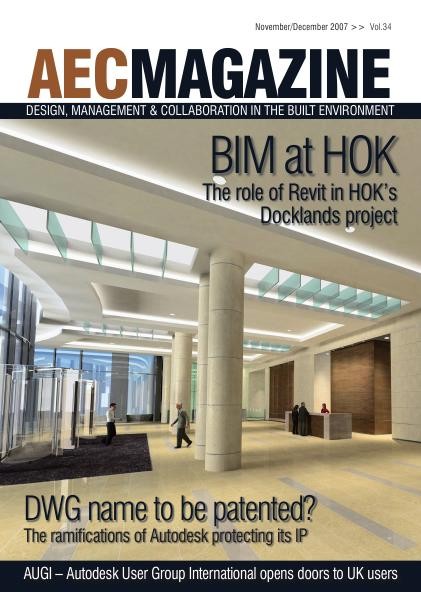 November/December 2007 >> Vol.34
AECMAGAZINE
DESIGN, MANAGEMENT & COLLABORATION IN THE BUILT ENVIRONMENT
BIM at HOK
The role of Revit in HOK's
Docklands project
DWG name to be patented?
The ramifications of Autodesk protecting its IP
AUGI – Autodesk User Group International opens doors to UK users